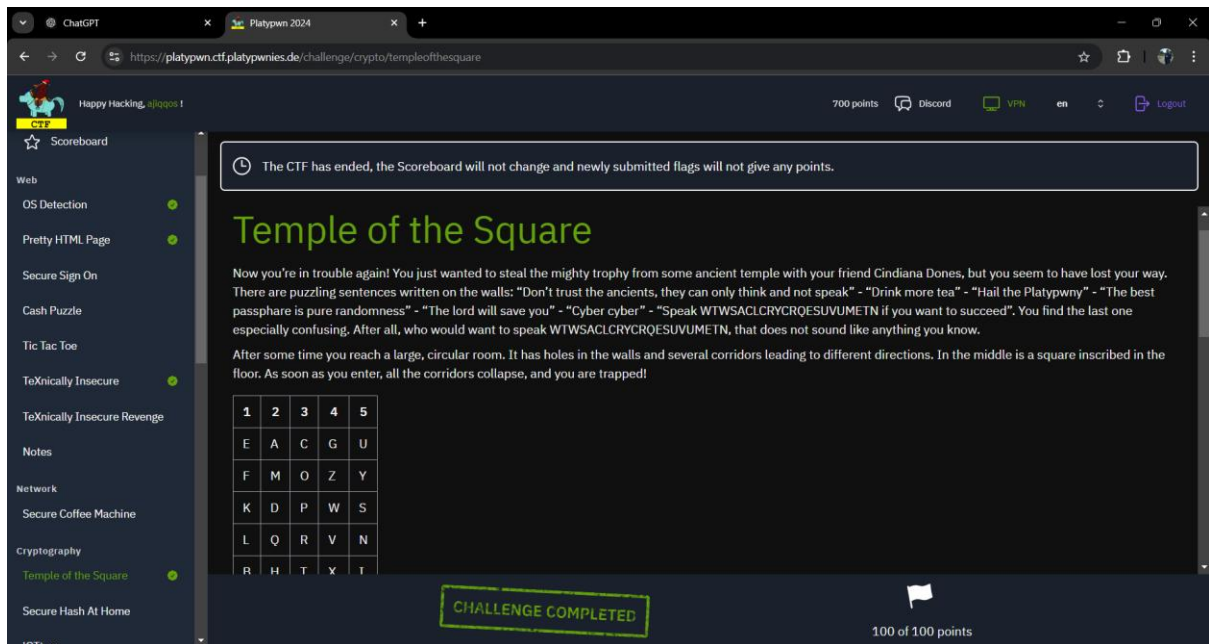 ChatGPT
Platypwn 2024
https://platypwn.ctf.platypwnies.de/challenge/crypto/templeofthesquare
CTF
Happy Hacking, ajiqqos !
700 points
Discord
VPN
en
Logout
Scoreboard
Web
OS Detection
Pretty HTML Page
Secure Sign On
Cash Puzzle
Tic Tac Toe
TeXnically Insecure
TeXnically Insecure Revenge
Notes
Network
Secure Coffee Machine
Cryptography
Temple of the Square
Secure Hash At Home
The CTF has ended, the Scoreboard will not change and newly submitted flags will not give any points.
Temple of the Square
Now you're in trouble again! You just wanted to steal the mighty trophy from some ancient temple with your friend Cindiana Dones, but you seem to have lost your way.
There are puzzling sentences written on the walls: “Don't trust the ancients, they can only think and not speak” - “Drink more tea” - “Hail the Platypwny” - “The best
passphare is pure randomness” - “The lord will save you” - “Cyber cyber” - “Speak WTWSACLCRYCRQESUVUMETN if you want to succeed”. You find the last one
especially confusing. After all, who would want to speak WTWSACLCRYCRQESUVUMETN, that does not sound like anything you know.
After some time you reach a large, circular room. It has holes in the walls and several corridors leading to different directions. In the middle is a square inscribed in the
floor. As soon as you enter, all the corridors collapse, and you are trapped!
1 2 3 4 5
E A C G U
F M O Z Y
K D P W S
L Q R V N
B H T X I
CHALLENGE COMPLETED
100 of 100 points